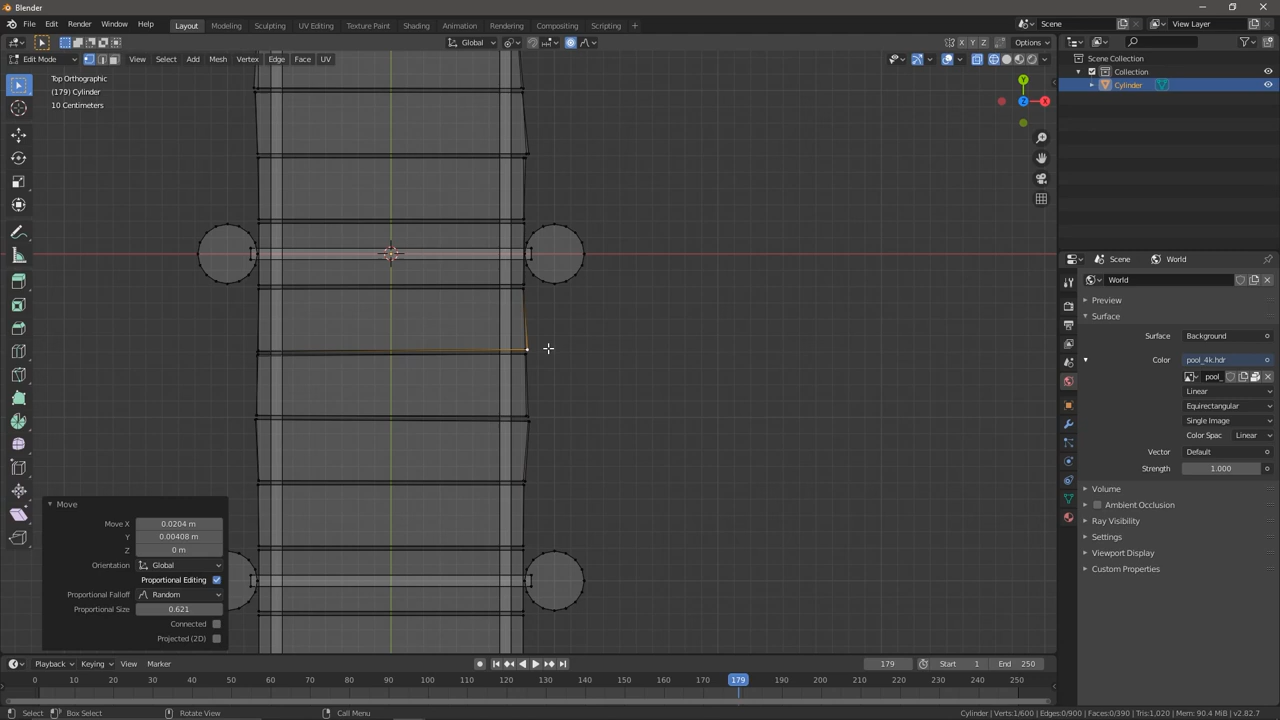 Blender
File Edit Render Window Help
Layout Modeling Sculpting UV Editing Texture Paint Shading Animation Rendering Compositing Scripting +
Scene
View Layer
Global
X Y Z Options
Edit Mode
View Select Add Mesh Vertex Edge Face UV
Top Orthographic
(179) Cylinder
10 Centimeters
Y
Z X
Scene Collection
Collection
Cylinder
Scene World
World
Preview
Surface
Surface Background
Color pool_4k.hdr
pool_
Linear
Equirectangular
Single Image
Color Spac Linear
Vector Default
Strength 1.000
Volume
Ambient Occlusion
Ray Visibility
Settings
Viewport Display
Custom Properties
Move
Move X 0.0204 m
Y 0.00408 m
Z 0 m
Orientation Global
Proportional Editing
Proportional Falloff Random
Proportional Size 0.621
Connected
Projected (2D)
Playback Keying View Marker
179 Start 1 End 250
0 10 20 30 40 50 60 70 80 90 100 110 120 130 140 150 160 170 179 190 200 210 220 230 240 250
Select Box Select Rotate View Call Menu
Cylinder | Verts:1/600 | Edges:0/900 | Faces:0/390 | Tris:1,020 | Mem: 90.4 MiB | v2.82.7